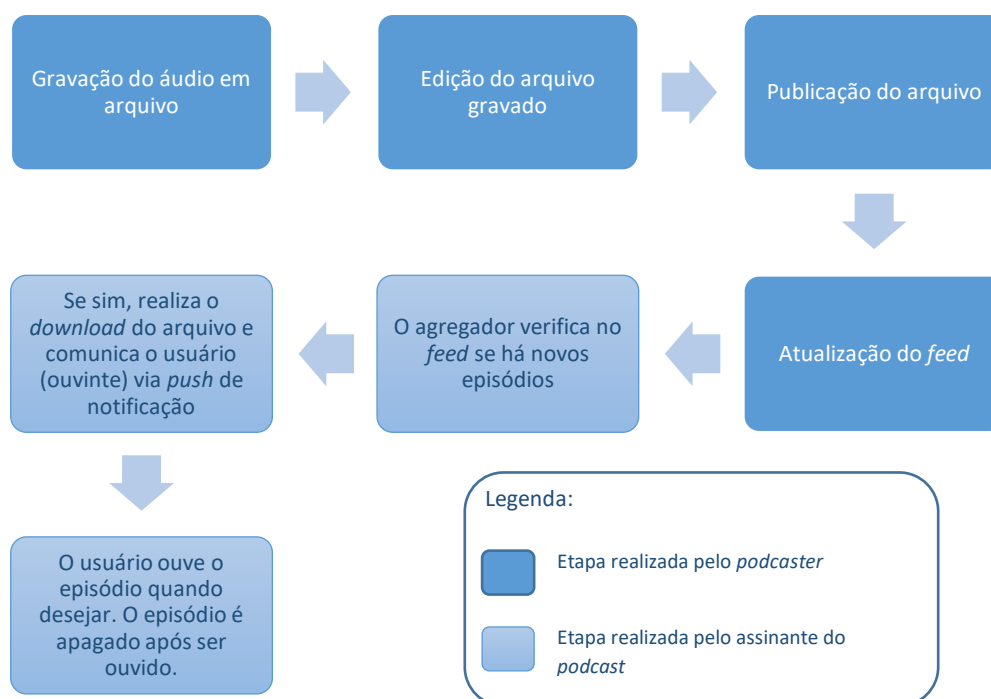 Gravação do áudio em
arquivo
Edição do arquivo
gravado
Publicação do arquivo
Atualização do feed
O agregador verifica no
feed se há novos
episódios
Se sim, realiza o
download do arquivo e
comunica o usuário
(ouvinte) via push de
notificação
O usuário ouve o
episódio quando
desejar. O episódio é
apagado após ser
ouvido.
Legenda:
Etapa realizada pelo podcaster
Etapa realizada pelo assinante do
podcast